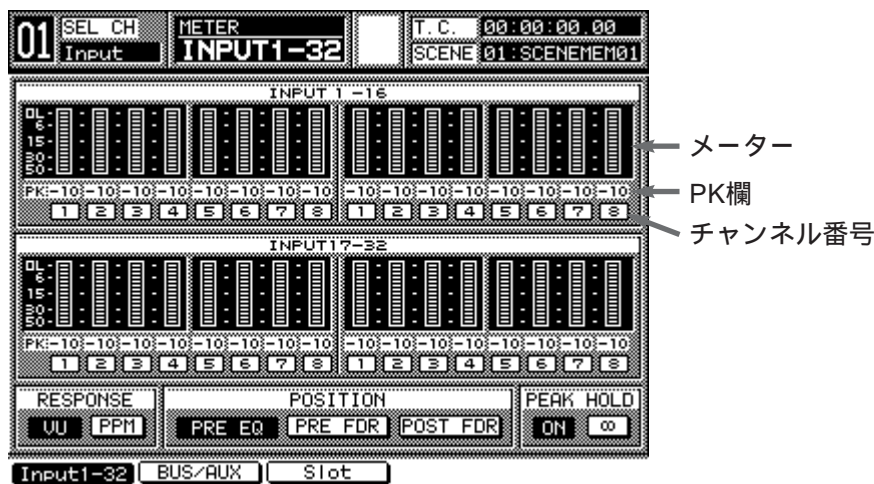 01 SEL CH METER T.C. 00:00:00.00
Input INPUT1-32 SCENE 01:SCENEMEM01
INPUT 1 -16
OL
6
15
30
50
メーター
PK -10 -10 -10 -10 -10 -10 -10 -10 -10 -10 -10 -10 -10 -10 -10 -10
PK欄
1 2 3 4 5 6 7 8 1 2 3 4 5 6 7 8
チャンネル番号
INPUT17-32
OL
6
15
30
50
PK -10 -10 -10 -10 -10 -10 -10 -10 -10 -10 -10 -10 -10 -10 -10 -10
1 2 3 4 5 6 7 8 1 2 3 4 5 6 7 8
RESPONSE POSITION PEAK HOLD
VU PPM PRE EQ PRE FDR POST FDR ON ∞
Input1-32 BUS/AUX Slot